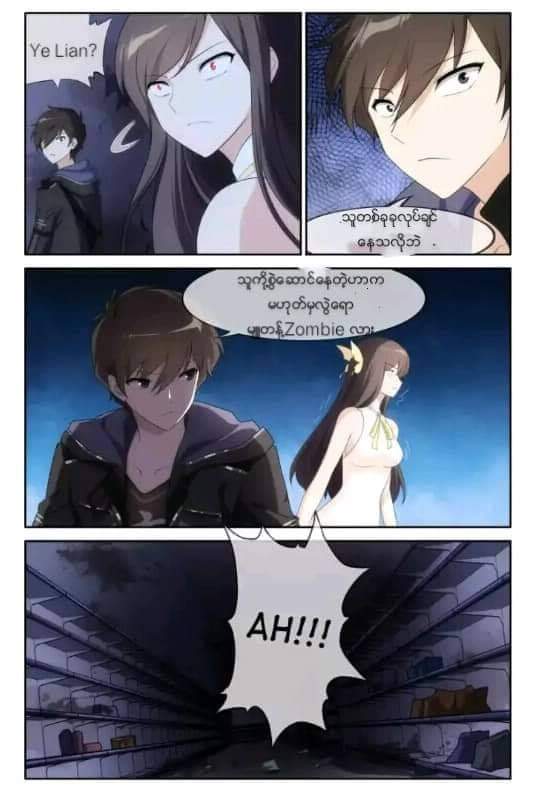 Ye Lian?
သူတစ်ခုခုလုပ်ချင်
နေသလိုဘဲ
သူကိုစွဲဆောင်နေတဲ့ဟာက
မဟုတ်မှလွဲရော
မျူတန့်Zombie လား
AH!!!